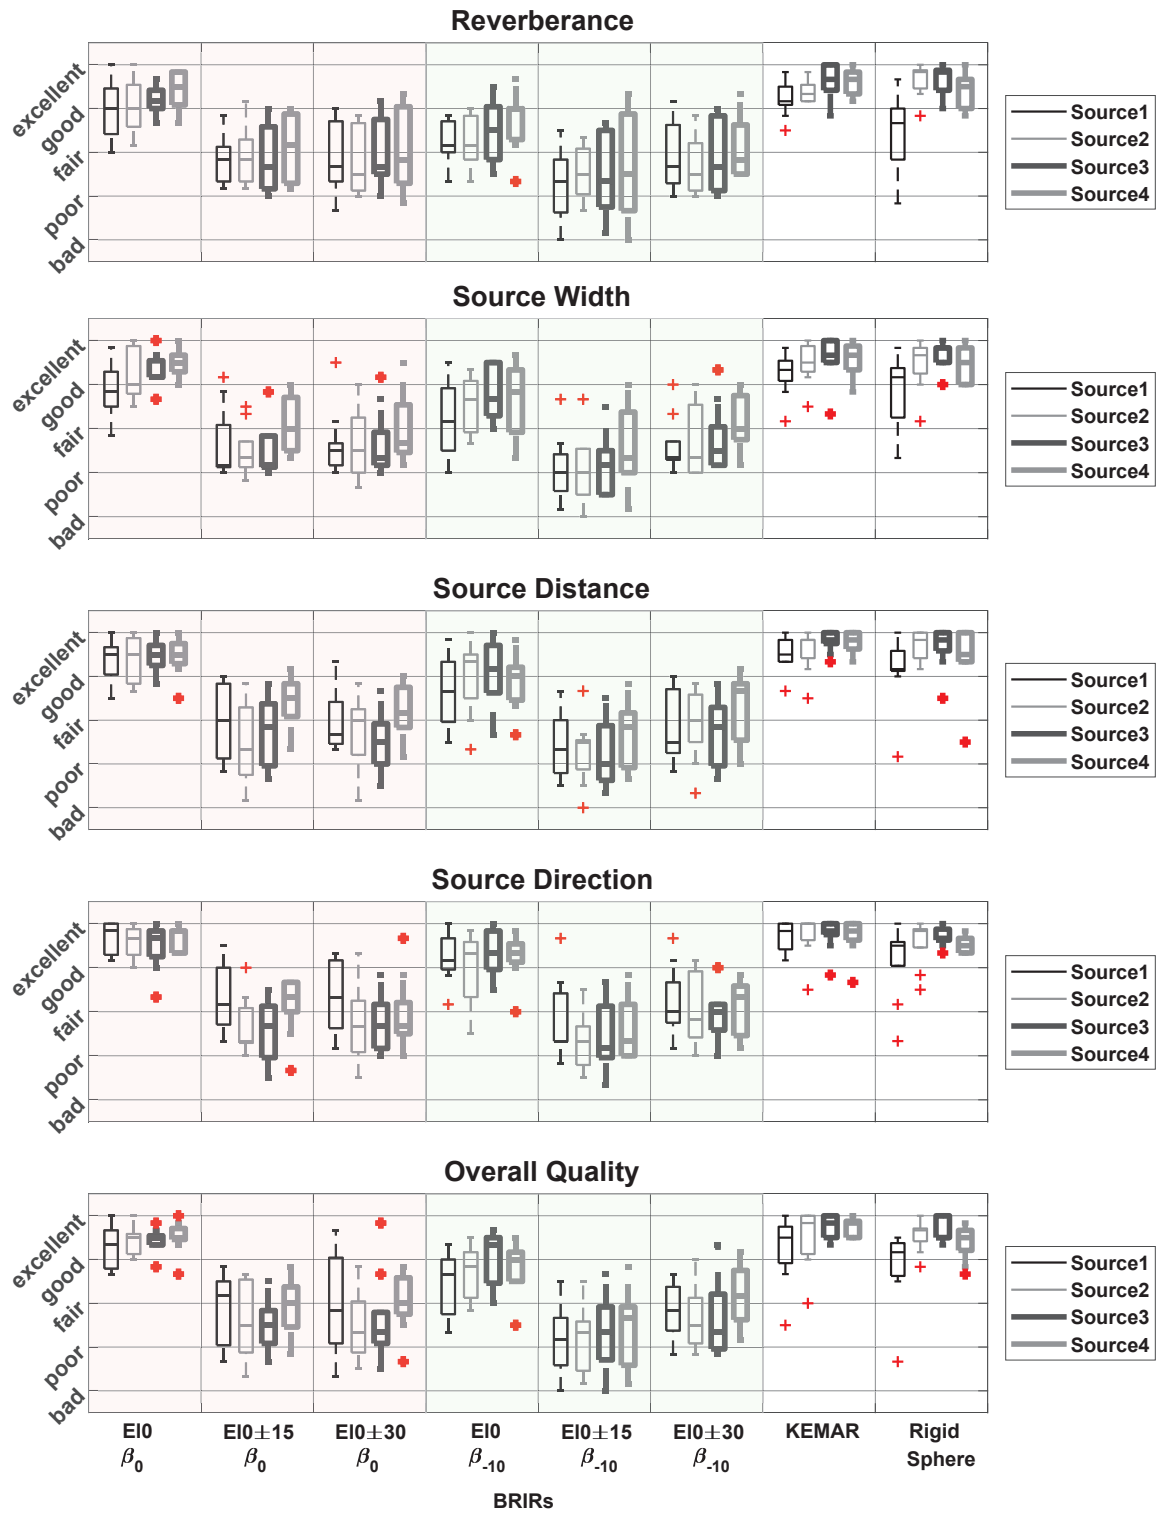 Reverberance
excellent
good
fair
poor
bad
Source1
Source2
Source3
Source4
Source Width
excellent
good
fair
poor
bad
Source1
Source2
Source3
Source4
Source Distance
excellent
good
fair
poor
bad
Source1
Source2
Source3
Source4
Source Direction
excellent
good
fair
poor
bad
Source1
Source2
Source3
Source4
Overall Quality
excellent
good
fair
poor
bad
Source1
Source2
Source3
Source4
El0 El0±15 El0±30 El0 El0±15 El0±30 KEMAR Rigid
β0 β0 β0 β-10 β-10 β-10 Sphere
BRIRs